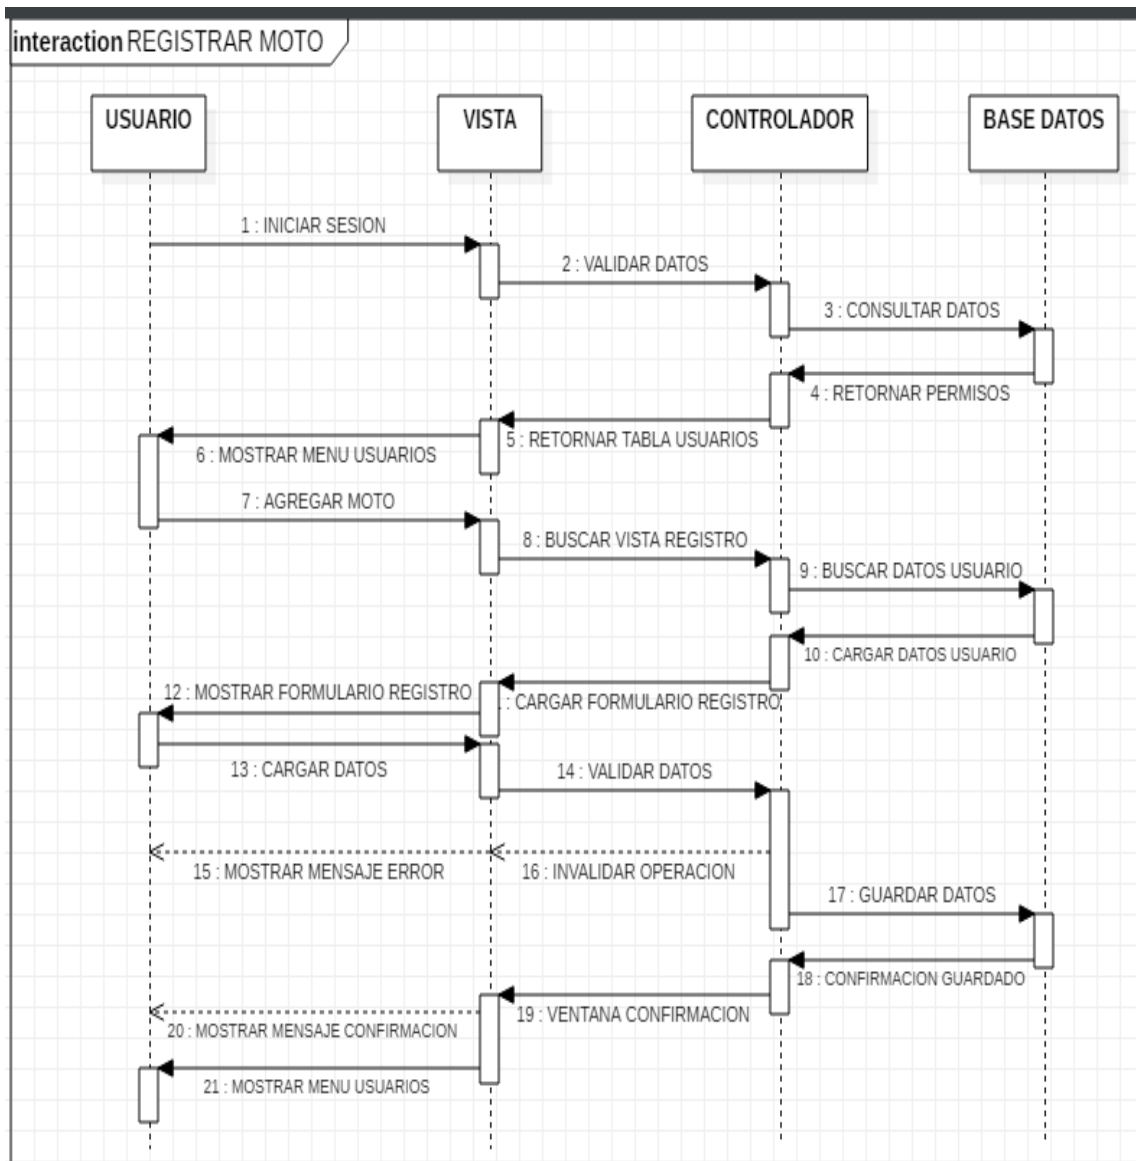 interaction REGISTRAR MOTO
USUARIO
VISTA
CONTROLADOR
BASE DATOS
1 : INICIAR SESION
2 : VALIDAR DATOS
3 : CONSULTAR DATOS
4 : RETORNAR PERMISOS
5 : RETORNAR TABLA USUARIOS
6 : MOSTRAR MENU USUARIOS
7 : AGREGAR MOTO
8 : BUSCAR VISTA REGISTRO
9 : BUSCAR DATOS USUARIO
10 : CARGAR DATOS USUARIO
: CARGAR FORMULARIO REGISTRO
12 : MOSTRAR FORMULARIO REGISTRO
13 : CARGAR DATOS
14 : VALIDAR DATOS
15 : MOSTRAR MENSAJE ERROR
16 : INVALIDAR OPERACION
17 : GUARDAR DATOS
18 : CONFIRMACION GUARDADO
19 : VENTANA CONFIRMACION
20 : MOSTRAR MENSAJE CONFIRMACION
21 : MOSTRAR MENU USUARIOS